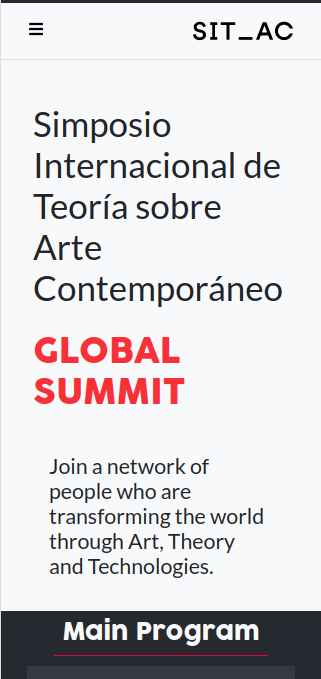 SIT_AC
Simposio
Internacional de
Teoría sobre
Arte
Contemporáneo
GLOBAL
SUMMIT
Join a network of
people who are
transforming the world
through Art, Theory
and Technologies.
Main Program